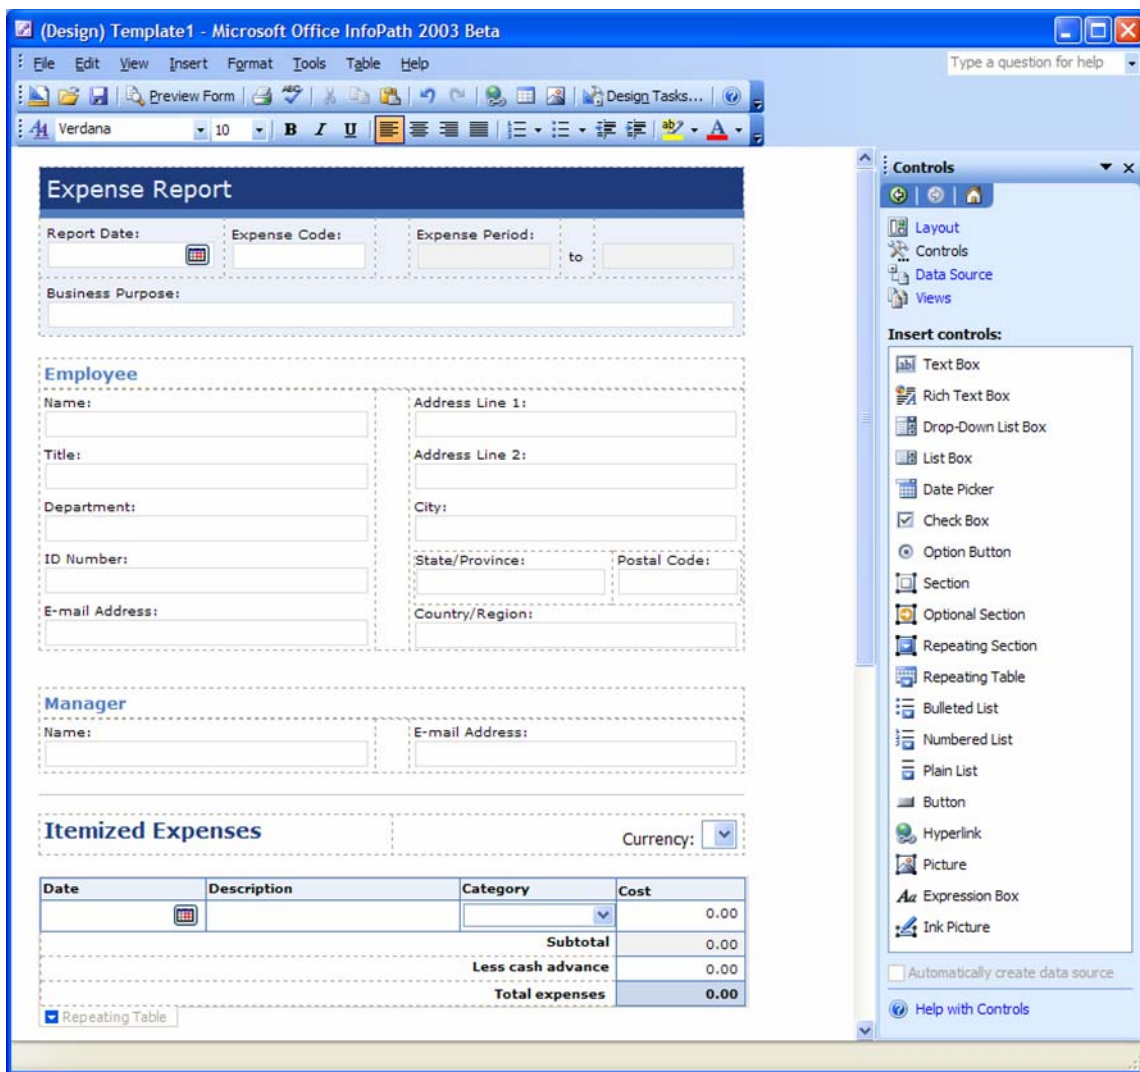 (Design) Template1 - Microsoft Office InfoPath 2003 Beta
File Edit View Insert Format Tools Table Help
Type a question for help
Preview Form Design Tasks...
Verdana 10 B I U A
Expense Report
Report Date: Expense Code: Expense Period:
to
Business Purpose:
Employee
Name: Address Line 1:
Title: Address Line 2:
Department: City:
ID Number: State/Province: Postal Code:
E-mail Address: Country/Region:
Manager
Name: E-mail Address:
Itemized Expenses Currency:
Date Description Category Cost
0.00
Subtotal 0.00
Less cash advance 0.00
Total expenses 0.00
Repeating Table
Controls
Layout
Controls
Data Source
Views
Insert controls:
abl Text Box
Rich Text Box
Drop-Down List Box
List Box
Date Picker
Check Box
Option Button
Section
Optional Section
Repeating Section
Repeating Table
Bulleted List
Numbered List
Plain List
Button
Hyperlink
Picture
Aa Expression Box
Ink Picture
Automatically create data source
Help with Controls